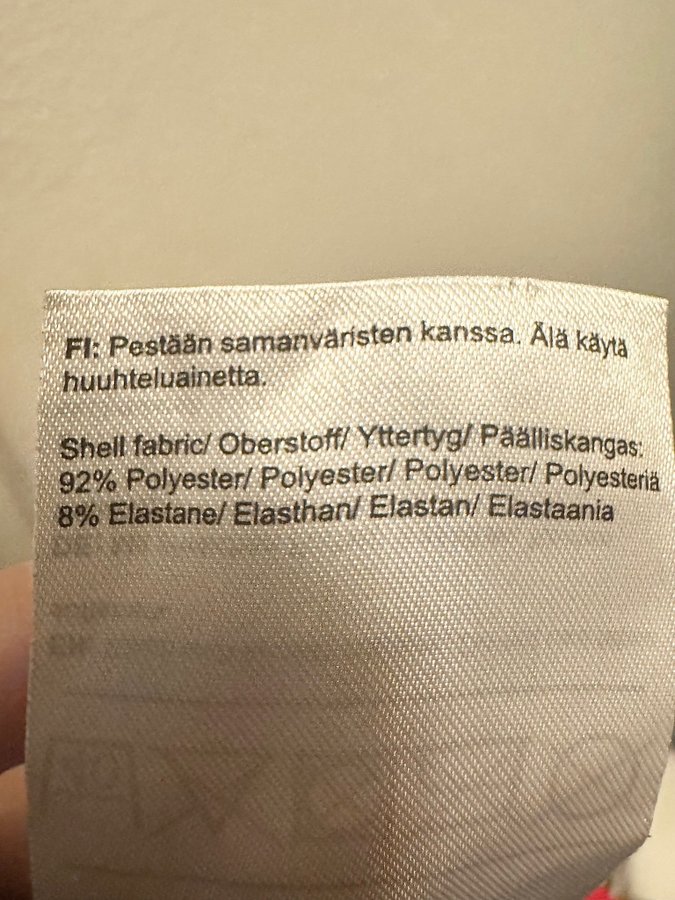 FI: Pestään samanväristen kanssa. Älä käytä
huuhteluainetta.
Shell fabric/ Oberstoff/ Yttertyg/ Päälliskangas:
92% Polyester/ Polyester/ Polyester/ Polyesteriä
8% Elastane/ Elasthan/ Elastan/ Elastaania